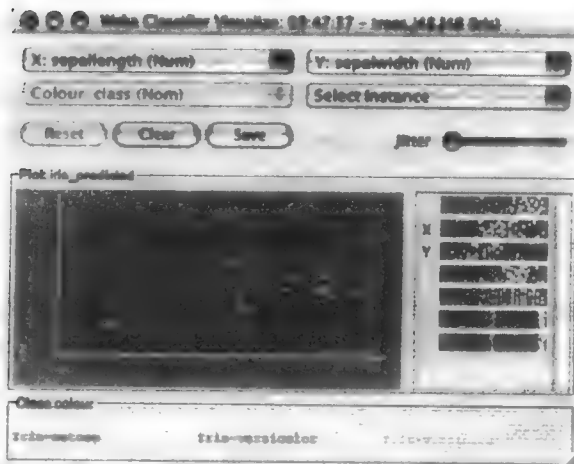 Weka Classifier Visualize: 09:47:37 - trees.J48 (48 Iris)
X: sepallength (Num) Y: sepalwidth (Num)
Colour class (Nom) Select Instance
Reset Clear Save Jitter
Plot: iris_predicted
X
Y
Class colour
Iris-setosa Iris-versicolor